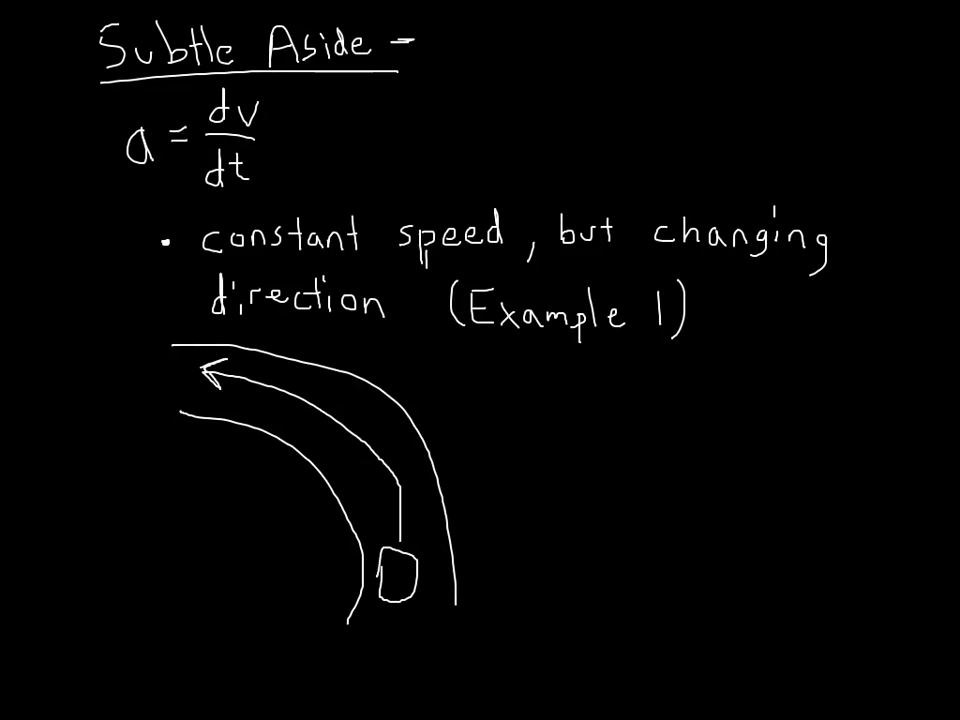 Subtle Aside -
a = dv/dt
• constant speed, but changing
direction (Example 1)